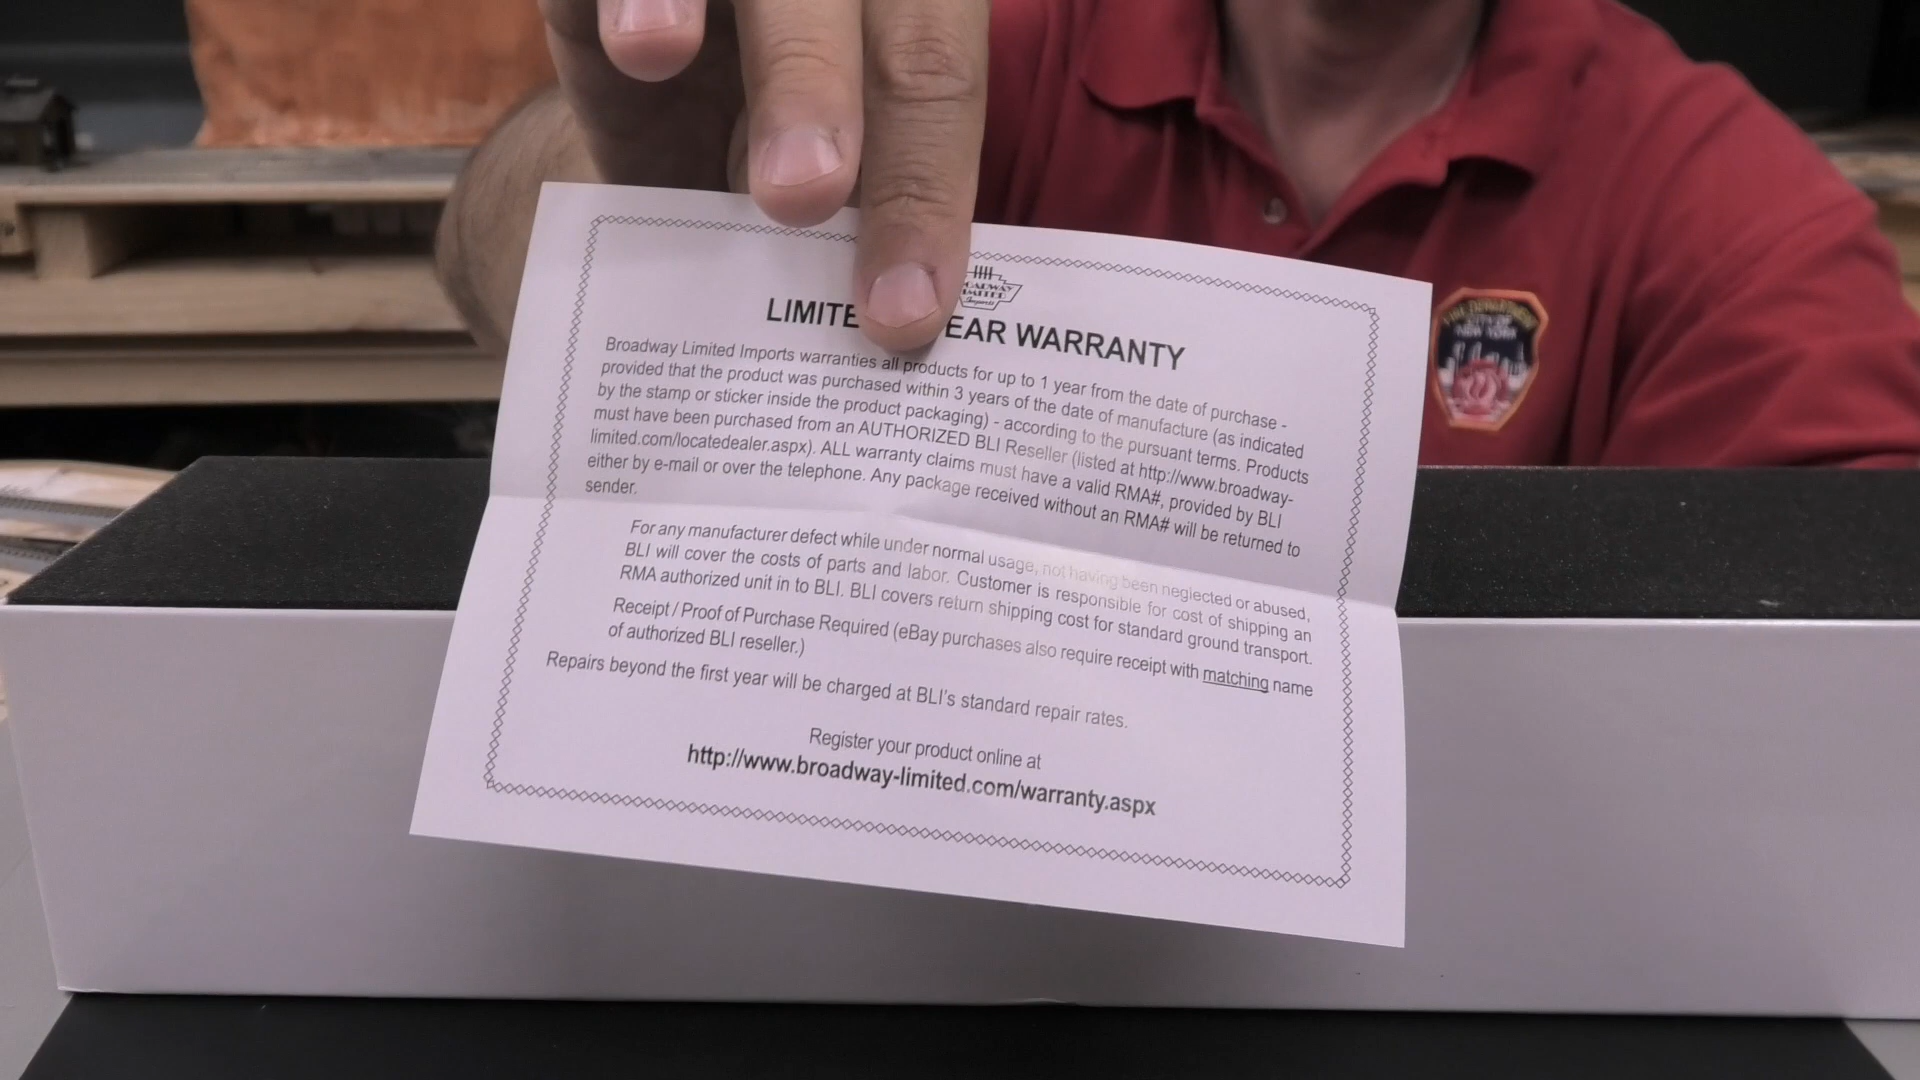 LIMITE EAR WARRANTY
Broadway Limited Imports warranties all products for up to 1 year from the date of purchase -
provided that the product was purchased within 3 years of the date of manufacture (as indicated
by the stamp or sticker inside the product packaging) - according to the pursuant terms. Products
must have been purchased from an AUTHORIZED BLI Reseller (listed at http://www.broadway-
limited.com/locatedealer.aspx). ALL warranty claims must have a valid RMA#, provided by BLI
either by e-mail or over the telephone. Any package received without an RMA# will be returned to
sender.
For any manufacturer defect while under normal usage, not having been neglected or abused,
BLI will cover the costs of parts and labor. Customer is responsible for cost of shipping an
RMA authorized unit in to BLI. BLI covers return shipping cost for standard ground transport.
Receipt / Proof of Purchase Required (eBay purchases also require receipt with matching name
of authorized BLI reseller.)
Repairs beyond the first year will be charged at BLI's standard repair rates.
Register your product online at
http://www.broadway-limited.com/warranty.aspx
FIRE DEPARTMENT
CITY OF
NEW YORK